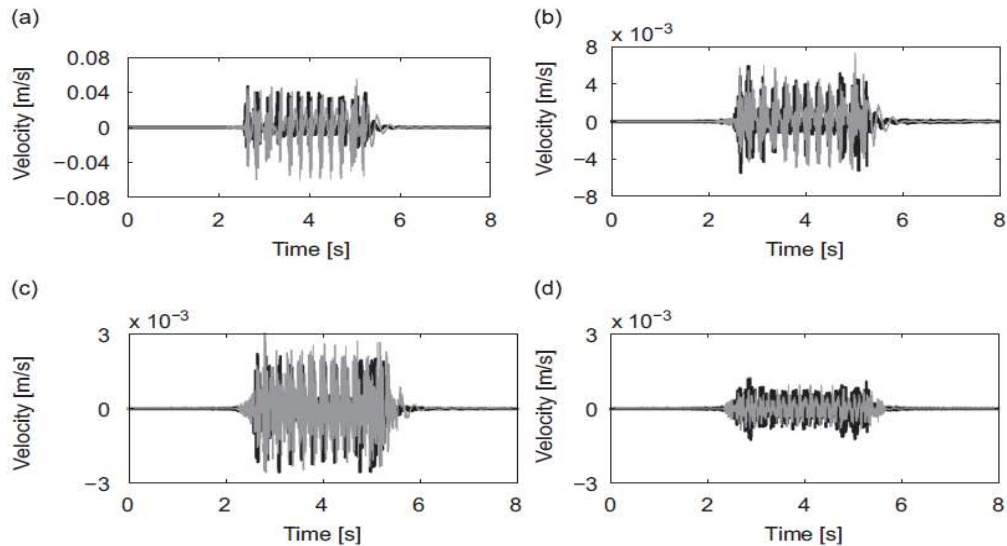 (a)
0.08
0.04
0
−0.04
−0.08
Velocity [m/s]
0 2 4 6 8
Time [s]
(b)
x 10−3
8
4
0
−4
−8
Velocity [m/s]
0 2 4 6 8
Time [s]
(c)
x 10−3
3
0
−3
Velocity [m/s]
0 2 4 6 8
Time [s]
(d)
x 10−3
3
0
−3
Velocity [m/s]
0 2 4 6 8
Time [s]